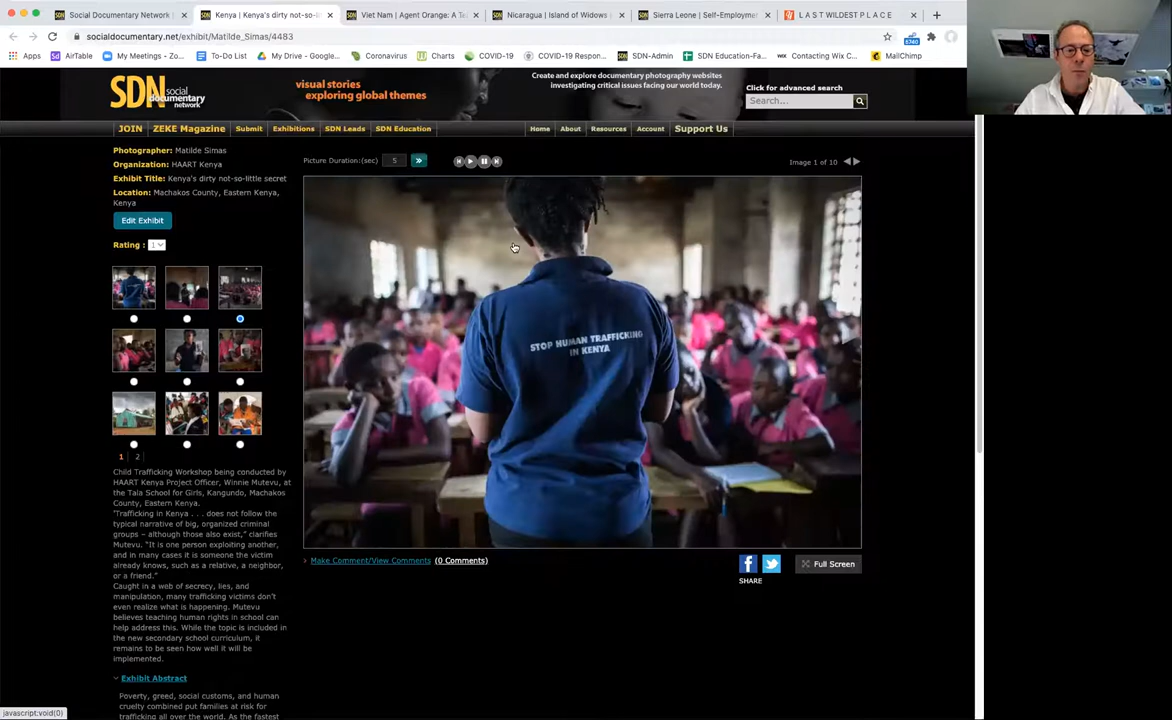 Social Documentary Network |
Kenya | Kenya's dirty not-so-lit
Viet Nam | Agent Orange: A Te
Nicaragua | Island of Widows
Sierra Leone | Self-Employme
L A S T W I L D E S T P L A C E
socialdocumentary.net/exhibit/Matilde_Simas/4483
Apps
AirTable
My Meetings - Zo...
To-Do List
My Google Drive -...
Coronavirus
Charts
COVID-19
COVID-19 Respon...
SDN-Admin
SDN Education-Fa...
Contacting Wix C...
MailChimp
SDN social documentary network
visual stories
exploring global themes
Create and explore documentary photography websites
investigating critical issues facing our world today.
Click for advanced search
Search...
JOIN ZEKE Magazine Submit Exhibitions SDN Leads SDN Education Home About Resources Account Support Us
Photographer: Matilde Simas
Organization: HAART Kenya
Exhibit Title: Kenya's dirty not-so-little secret
Location: Machakos County, Eastern Kenya,
Kenya
Edit Exhibit
Rating : 1
Picture Duration:(sec) 5
Image 1 of 10
STOP HUMAN TRAFFICKING
IN KENYA
1 2
Child Trafficking Workshop being conducted by
HAART Kenya Project Officer, Winnie Mutevu, at
the Tala School for Girls, Kangundo, Machakos
County, Eastern Kenya.
"Trafficking in Kenya . . . does not follow the
typical narrative of big, organized criminal
groups – although those also exist," clarifies
Mutevu. "It is one person exploiting another,
and in many cases it is someone the victim
already knows, such as a relative, a neighbor,
or a friend."
Caught in a web of secrecy, lies, and
manipulation, many trafficking victims don't
even realize what is happening. Mutevu
believes teaching human rights in school can
help address this. While the topic is included in
the new secondary school curriculum, it
remains to be seen how well it will be
implemented.
Exhibit Abstract
Poverty, greed, social customs, and human
cruelty combined put families at risk for
trafficking all over the world. As the fastest
Make Comment/View Comments (0 Comments)
SHARE
Full Screen
javascript:void(0)